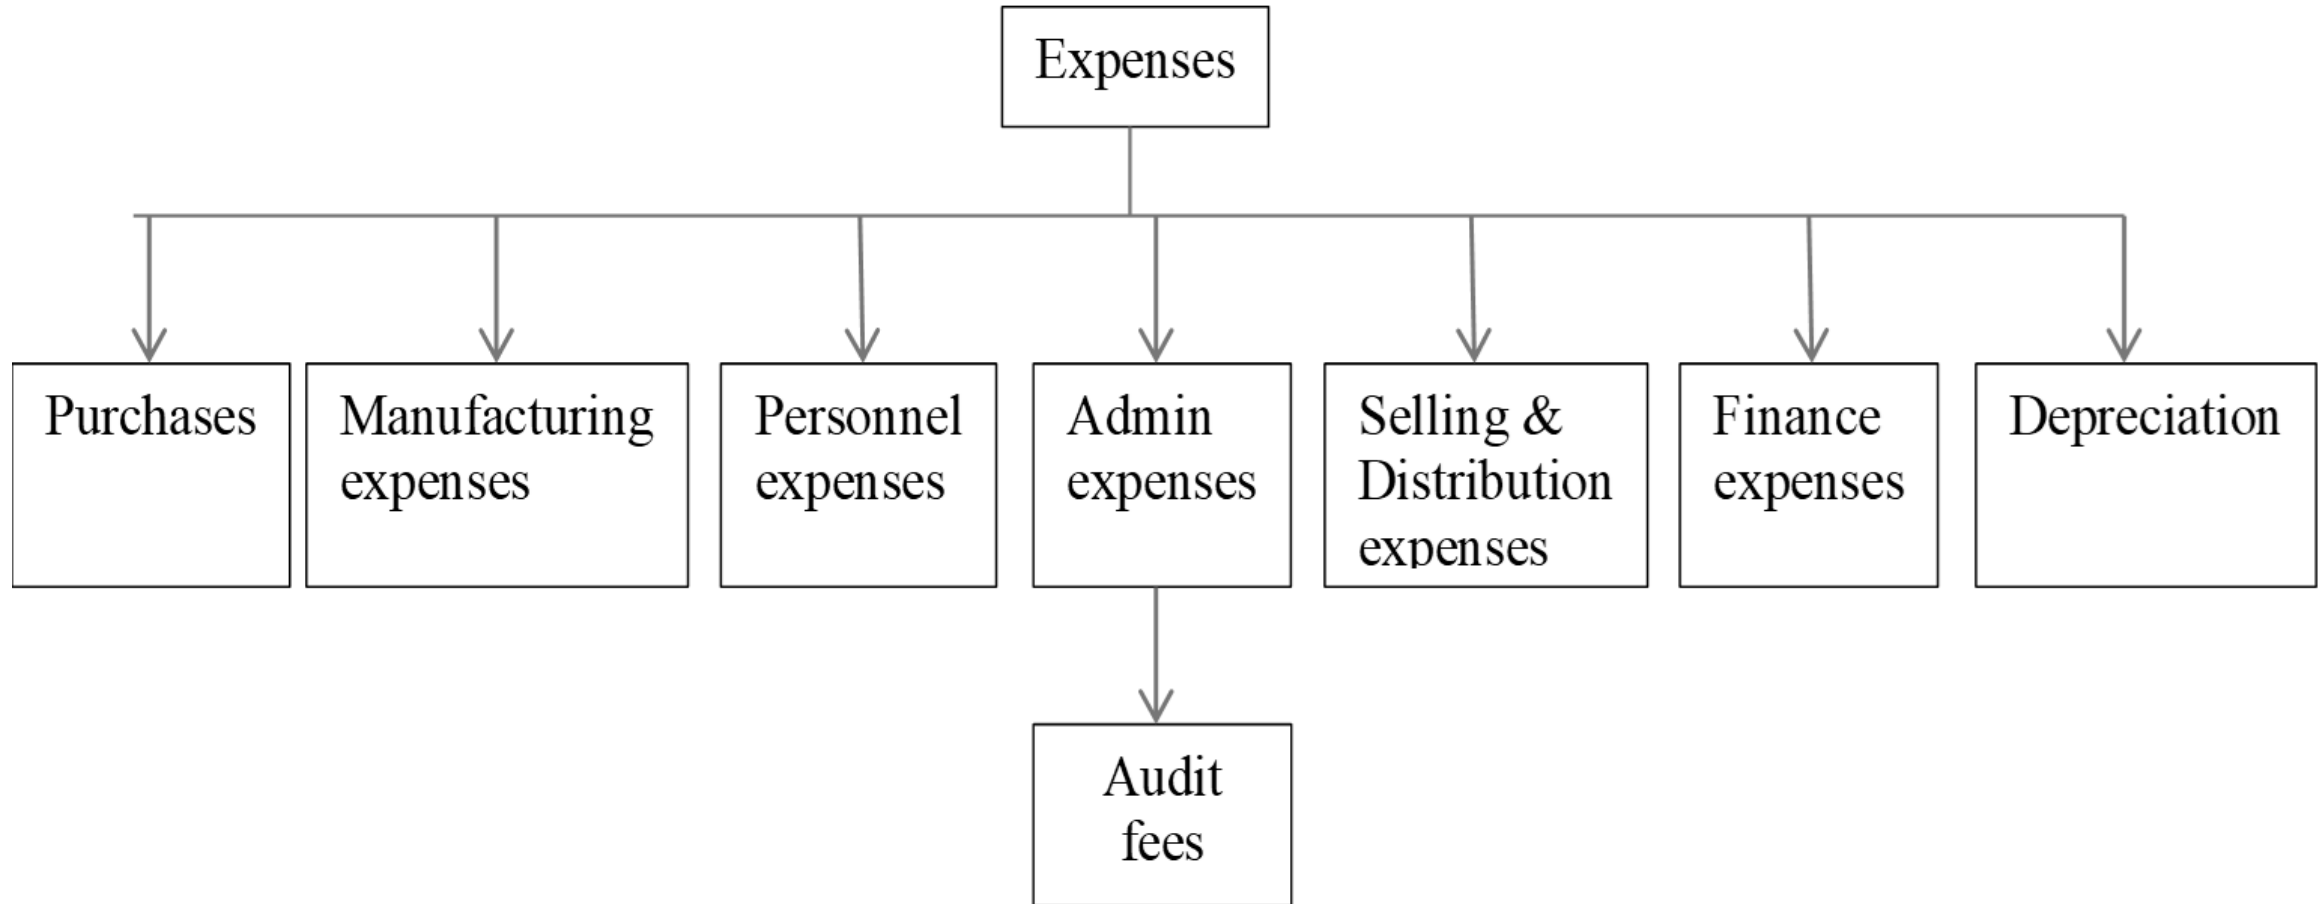 Expenses
Purchases
Manufacturing
expenses
Personnel
expenses
Admin
expenses
Selling &
Distribution
expenses
Finance
expenses
Depreciation
Audit
fees